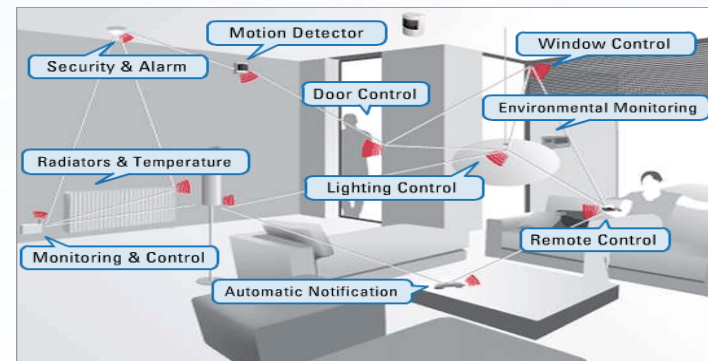 Motion Detector
Window Control
Security & Alarm
Door Control
Environmental Monitoring
Radiators & Temperature
Lighting Control
Remote Control
Monitoring & Control
Automatic Notification